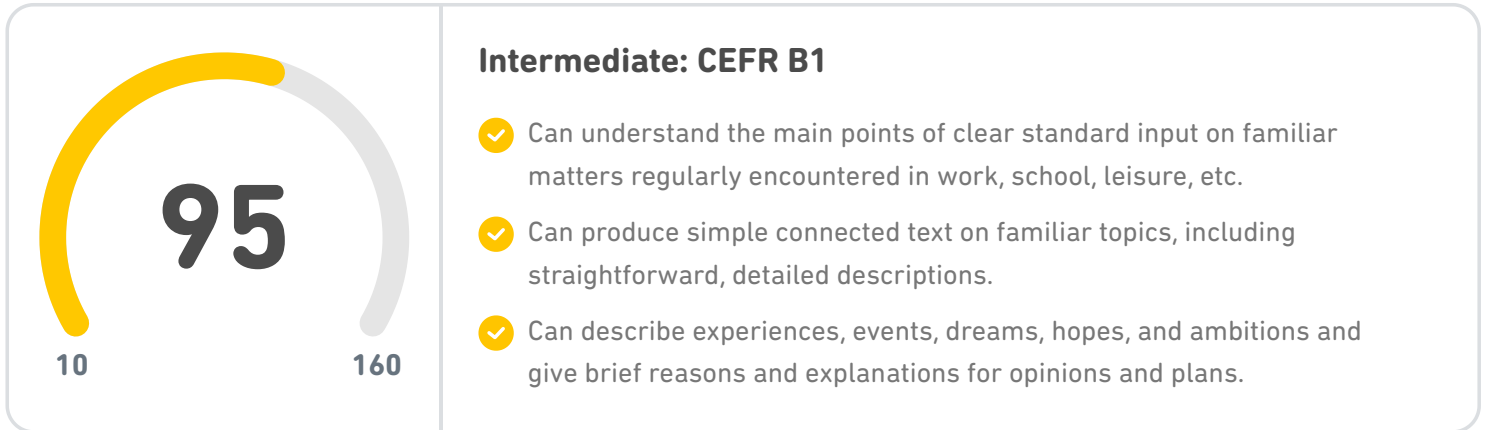 95
10
160
Intermediate: CEFR B1
Can understand the main points of clear standard input on familiar
matters regularly encountered in work, school, leisure, etc.
Can produce simple connected text on familiar topics, including
straightforward, detailed descriptions.
Can describe experiences, events, dreams, hopes, and ambitions and
give brief reasons and explanations for opinions and plans.